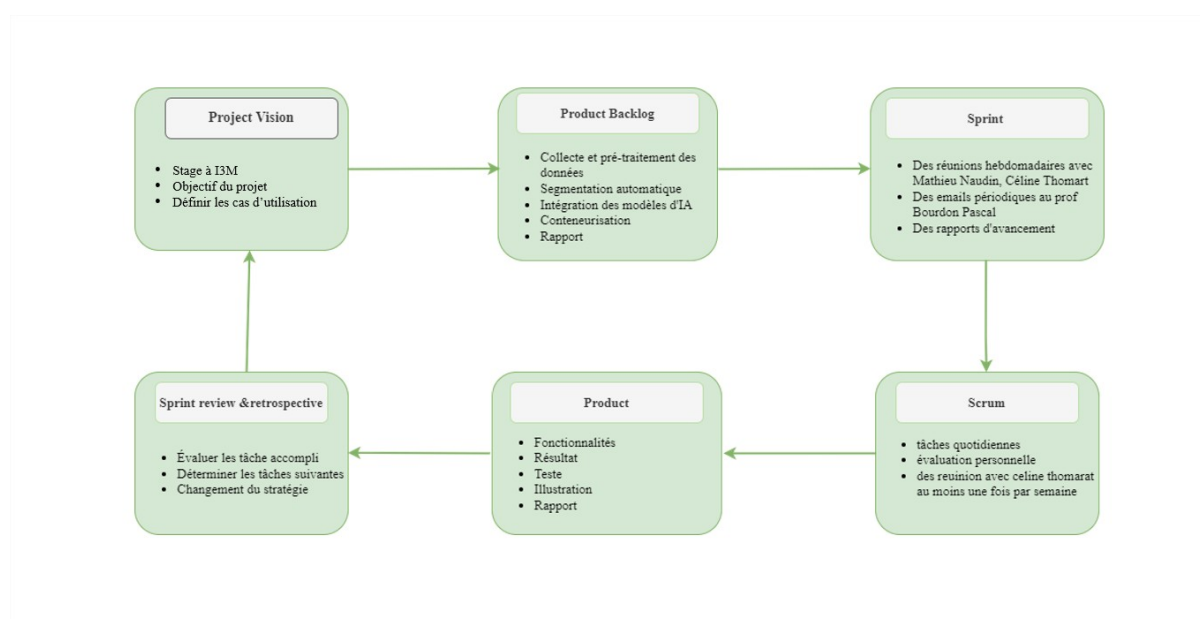 Project Vision
Stage à I3M
Objectif du projet
Définir les cas d’utilisation
Product Backlog
Collecte et pré-traitement des
données
Segmentation automatique
Intégration des modèles d'IA
Conteneurisation
Rapport
Sprint
Des réunions hebdomadaires avec
Mathieu Naudin, Céline Thomart
Des emails périodiques au prof
Bourdon Pascal
Des rapports d'avancement
Sprint review &retrospective
Évaluer les tâche accompli
Déterminer les tâches suivantes
Changement du stratégie
Product
Fonctionnalités
Résultat
Teste
Illustration
Rapport
Scrum
tâches quotidiennes
évaluation personnelle
des reuinion avec celine thomarat
au moins une fois par semaine